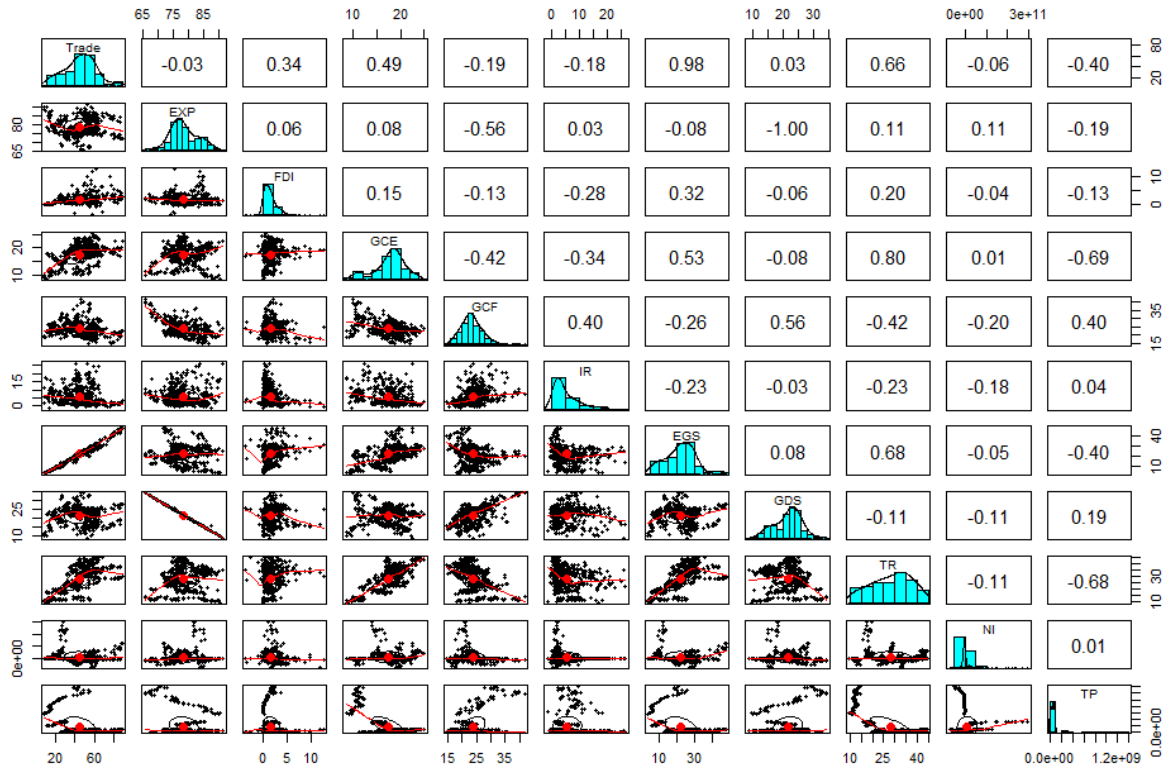 65 75 85 10 20 0 10 20 10 20 30 0e+00 3e+11
Trade -0.03 0.34 0.49 -0.19 -0.18 0.98 0.03 0.66 -0.06 -0.40 20 80
65 80 EXP 0.06 0.08 -0.56 0.03 -0.08 -1.00 0.11 0.11 -0.19
FDI 0.15 -0.13 -0.28 0.32 -0.06 0.20 -0.04 -0.13 0 10
10 20 GCE -0.42 -0.34 0.53 -0.08 0.80 0.01 -0.69
GCF 0.40 -0.26 0.56 -0.42 -0.20 0.40 15 35
0 15 IR -0.23 -0.03 -0.23 -0.18 0.04
EGS 0.08 0.68 -0.05 -0.40 10 40
10 25 GDS -0.11 -0.11 0.19
TR -0.11 -0.68 10 30
0e+00 NI 0.01
TP 0.0e+00
20 60 0 5 10 15 25 35 10 30 10 20 30 40 0.0e+00 1.2e+09